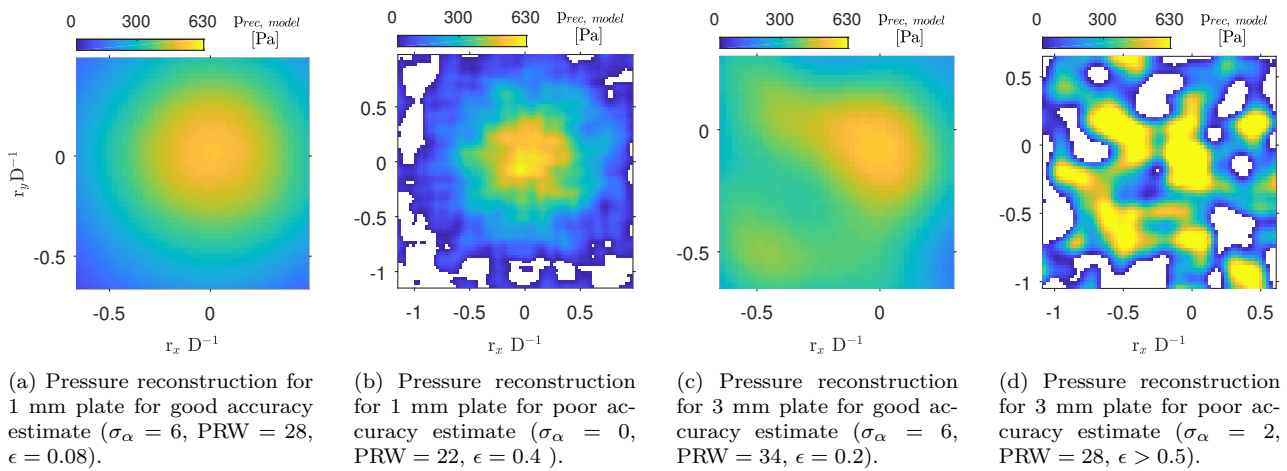 0 300 630 p_rec, model
[Pa]
0 300 630 p_rec, model
[Pa]
0 300 630 p_rec, model
[Pa]
0 300 630 p_rec, model
[Pa]
r_y D⁻¹
0
-0.5
-0.5 0
r_x D⁻¹
0.5
0
-0.5
-1
-1 -0.5 0 0.5
r_x D⁻¹
0
-0.5
-0.5 0
r_x D⁻¹
0.5
0
-0.5
-1
-1 -0.5 0 0.5
r_x D⁻¹
(a) Pressure reconstruction for
1 mm plate for good accuracy
estimate (σ_α = 6, PRW = 28,
ϵ = 0.08).
(b) Pressure reconstruction
for 1 mm plate for poor ac-
curacy estimate (σ_α = 0,
PRW = 22, ϵ = 0.4 ).
(c) Pressure reconstruction
for 3 mm plate for good ac-
curacy estimate (σ_α = 6,
PRW = 34, ϵ = 0.2).
(d) Pressure reconstruction
for 3 mm plate for poor ac-
curacy estimate (σ_α = 2,
PRW = 28, ϵ > 0.5).